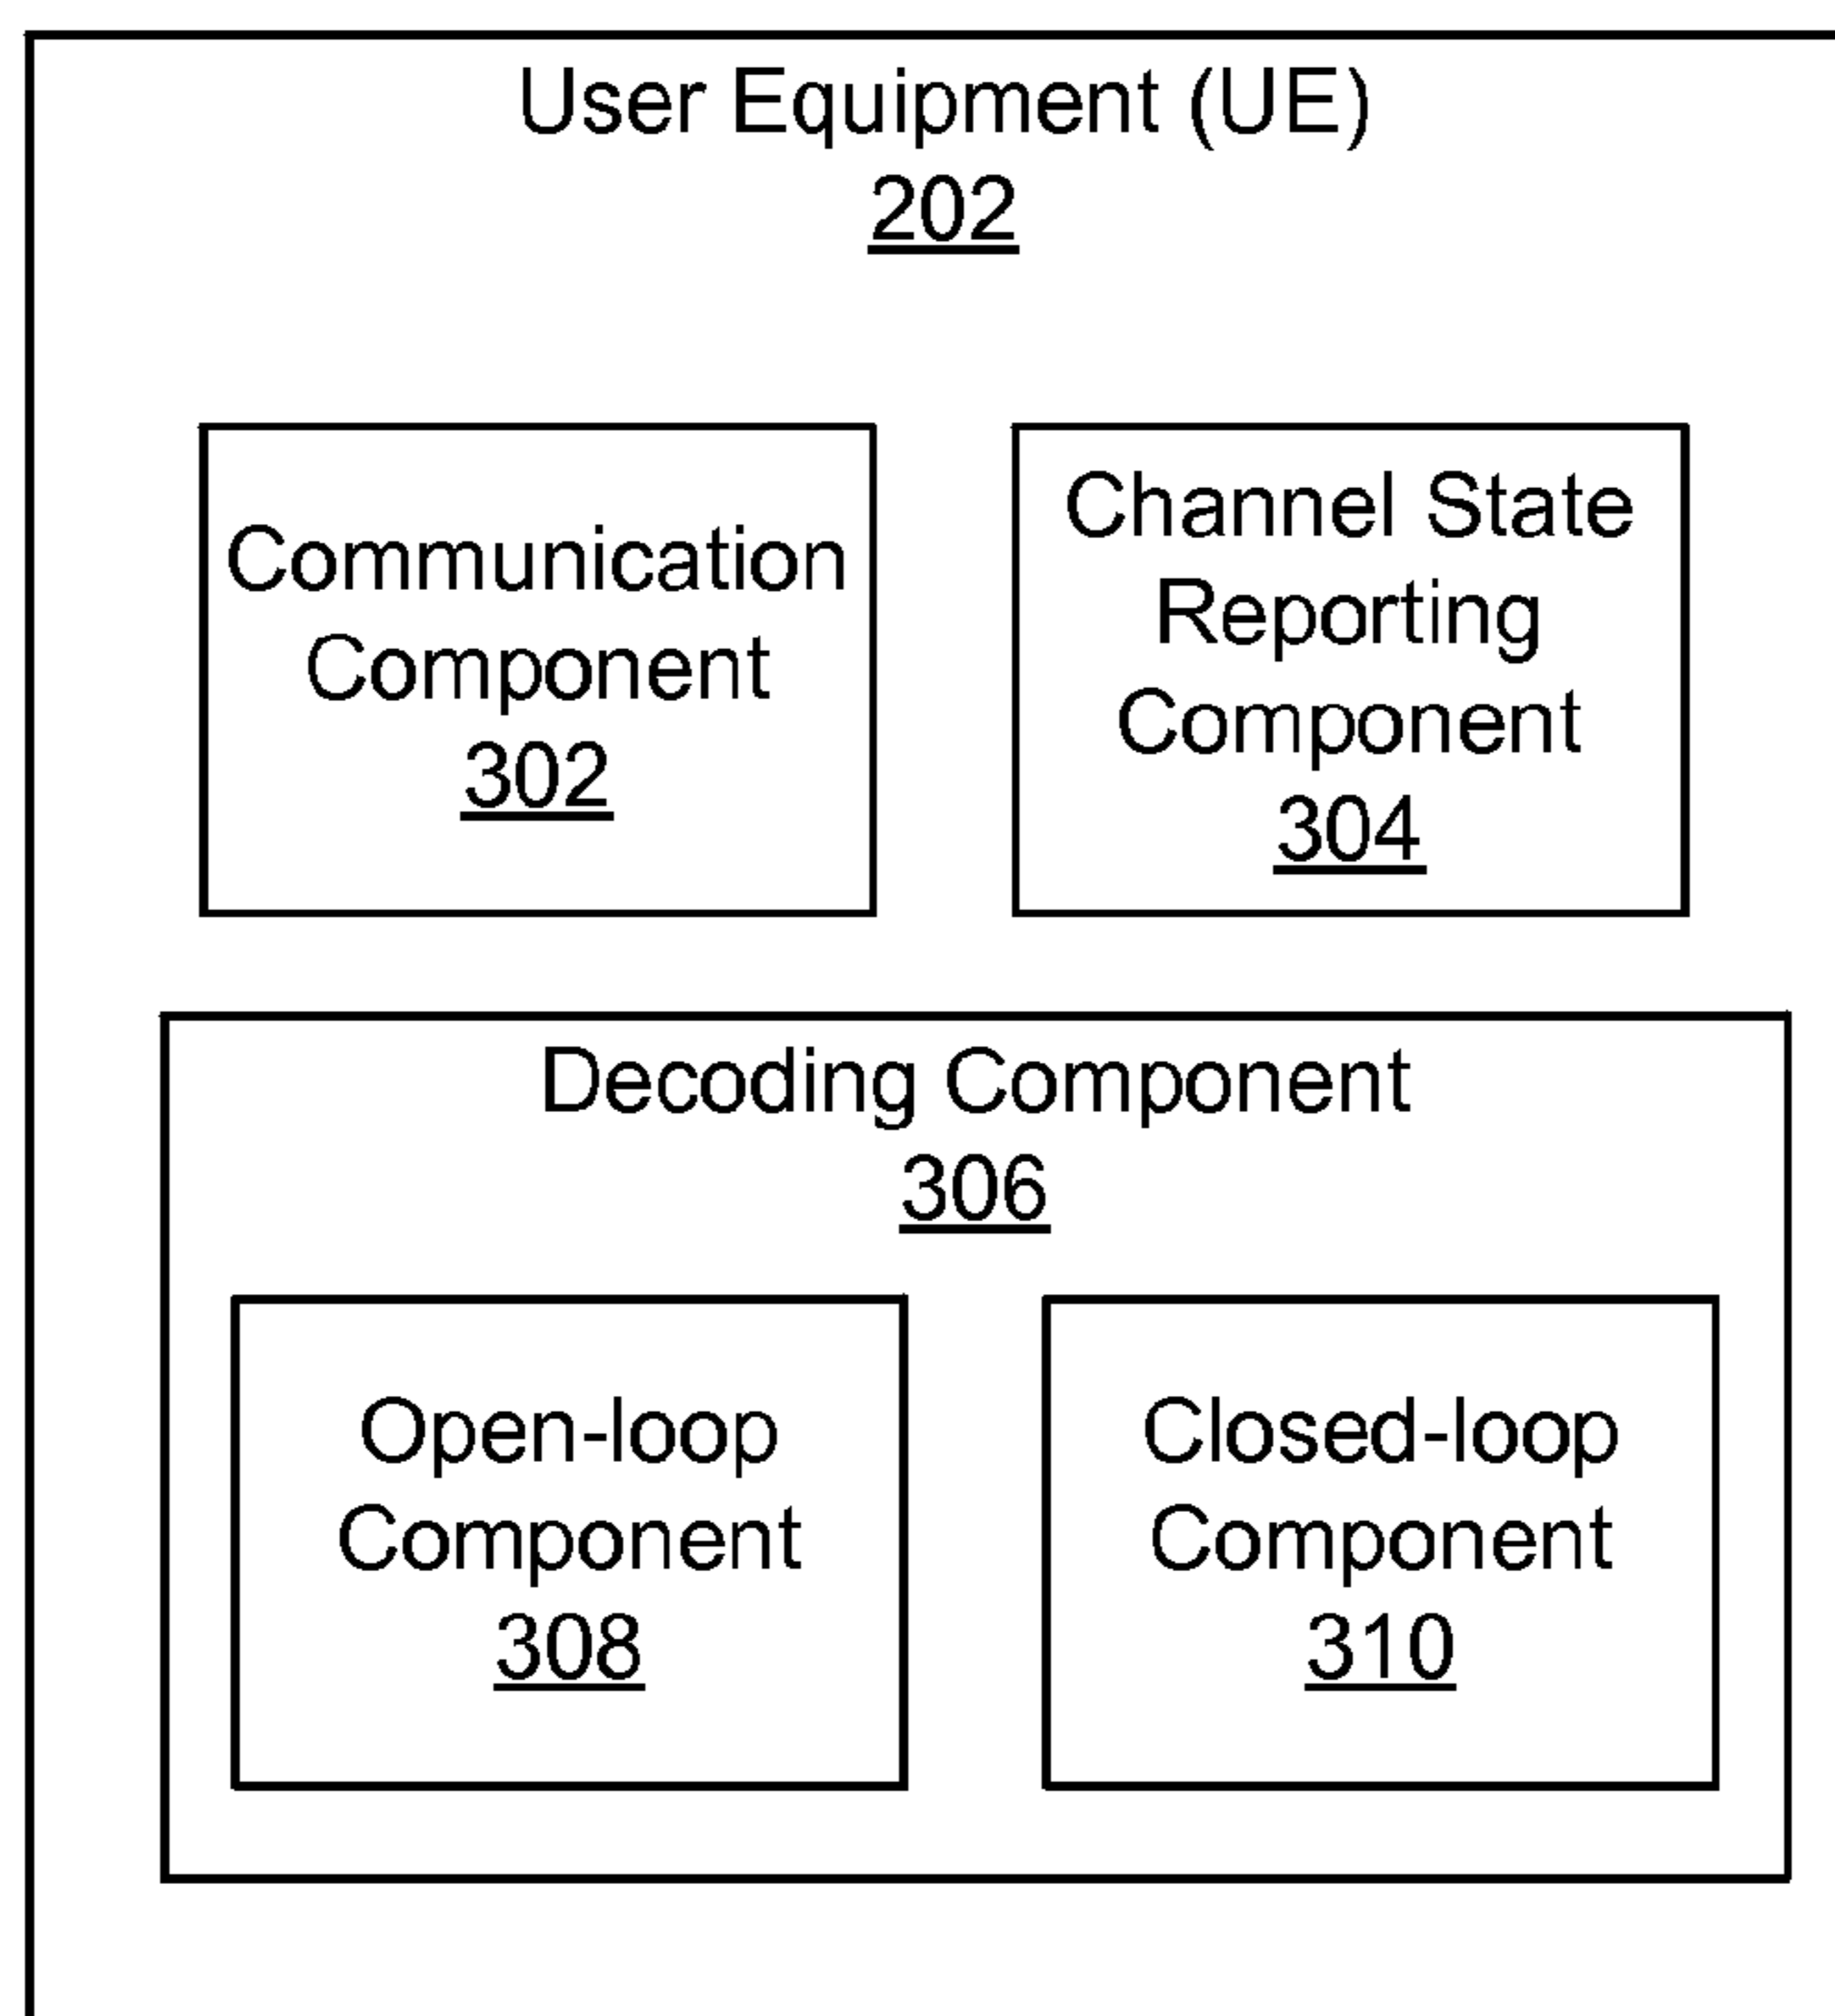 User Equipment (UE)
202
Communication
Component
302
Channel State
Reporting
Component
304
Decoding Component
306
Open-loop
Component
308
Closed-loop
Component
310